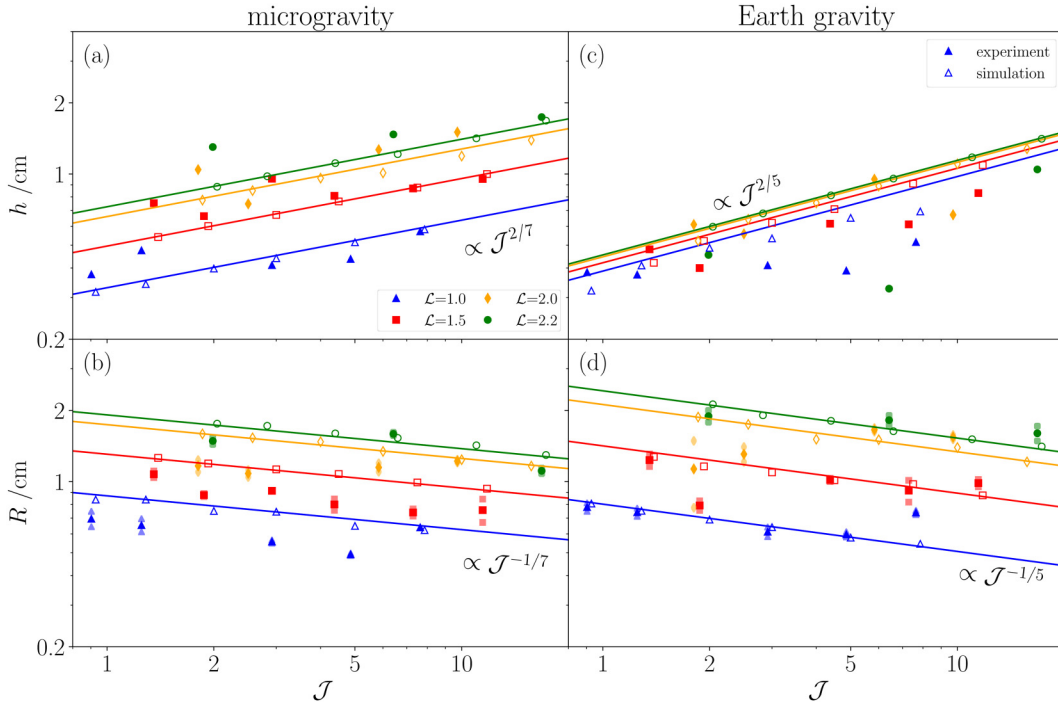 microgravity
Earth gravity
(a)
(c)
experiment
simulation
2
1
0.2
h /cm
∝ 𝒥^{2/7}
∝ 𝒥^{2/5}
ℒ=1.0
ℒ=2.0
ℒ=1.5
ℒ=2.2
(b)
(d)
2
1
0.2
R /cm
∝ 𝒥^{-1/7}
∝ 𝒥^{-1/5}
1
2
5
10
1
2
5
10
𝒥
𝒥